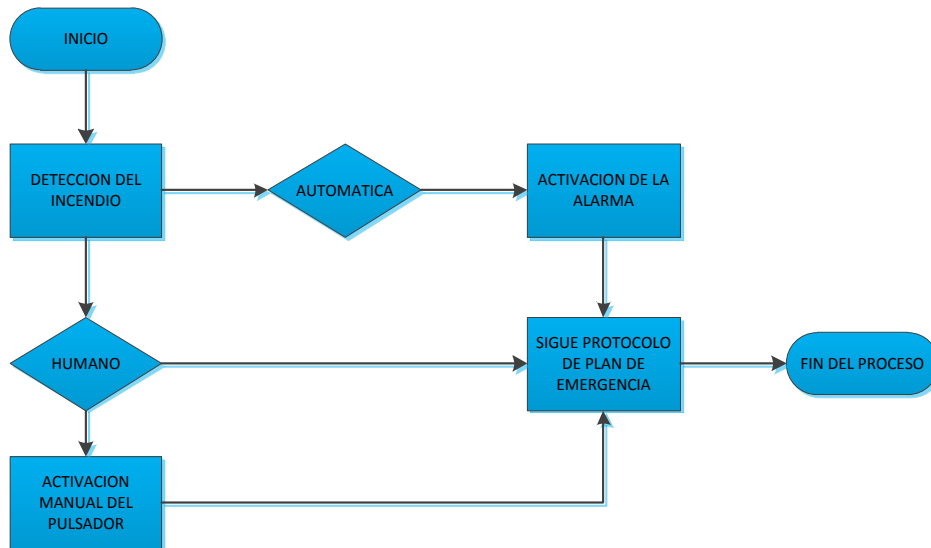 INICIO
DETECCION DEL
INCENDIO
AUTOMATICA
ACTIVACION DE LA
ALARMA
HUMANO
SIGUE PROTOCOLO
DE PLAN DE
EMERGENCIA
FIN DEL PROCESO
ACTIVACION
MANUAL DEL
PULSADOR